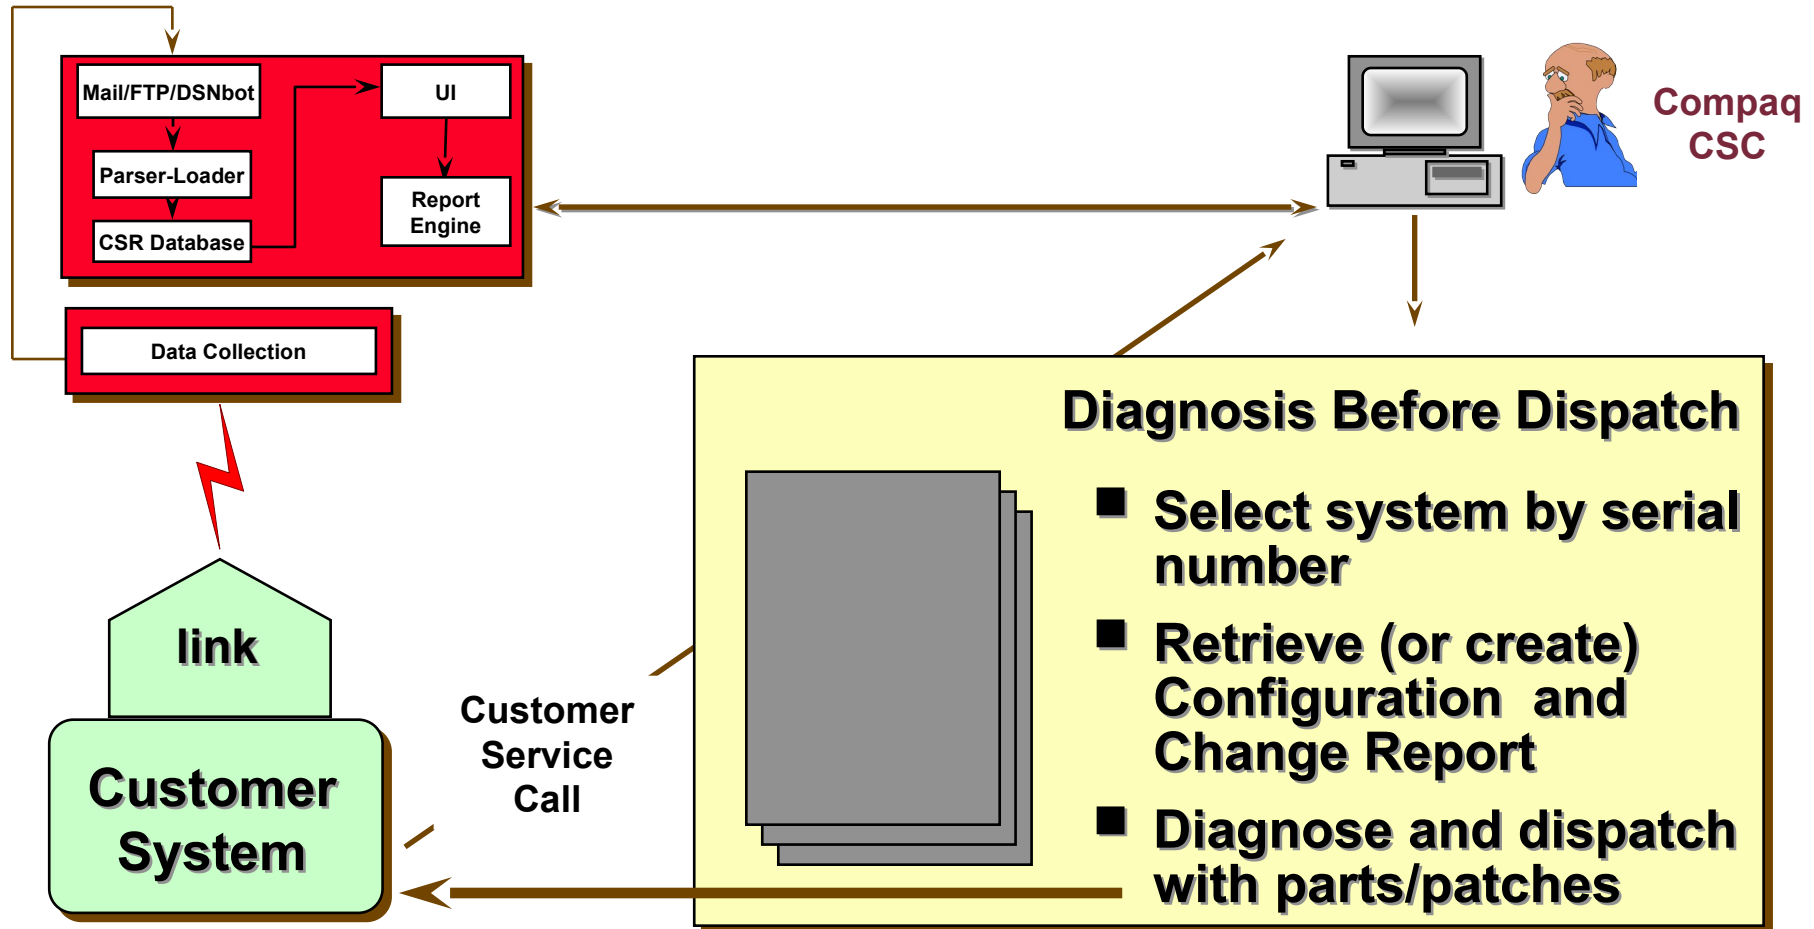 Mail/FTP/DSNbot
UI
Parser-Loader
Report
Engine
CSR Database
Compaq
CSC
Data Collection
Diagnosis Before Dispatch
Select system by serial
number
Retrieve (or create)
Configuration and
Change Report
Diagnose and dispatch
with parts/patches
link
Customer
Service
Call
Customer
System